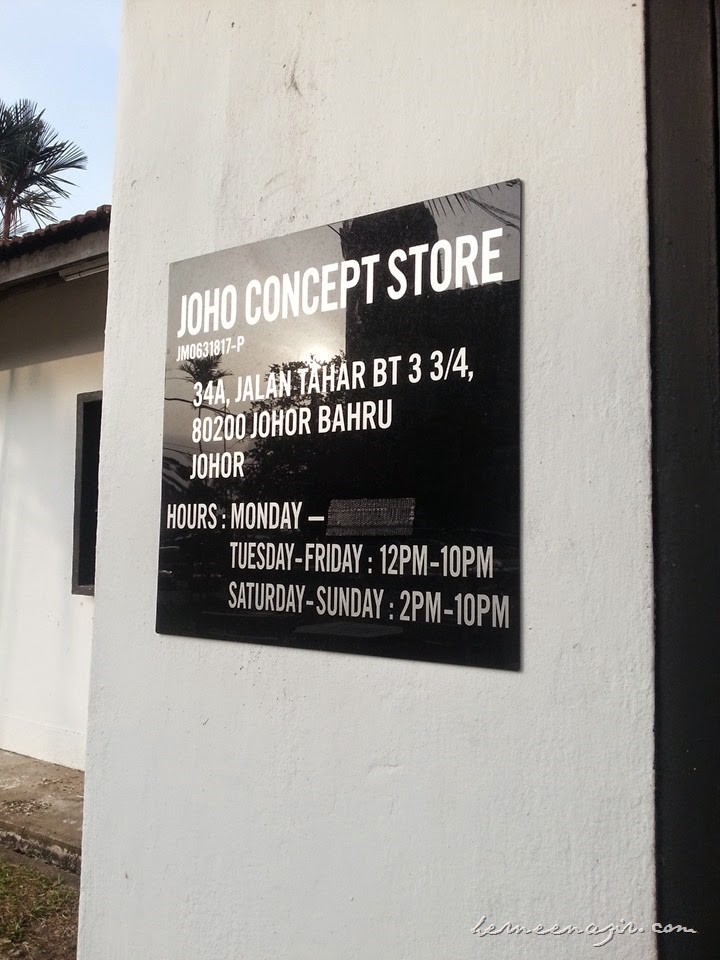 JOHO CONCEPT STORE
JM0631817-P
34A, JALAN TAHAR BT 3 3/4,
80200 JOHOR BAHRU
JOHOR
HOURS : MONDAY –
TUESDAY-FRIDAY : 12PM-10PM
SATURDAY-SUNDAY : 2PM-10PM
herneenazir.com